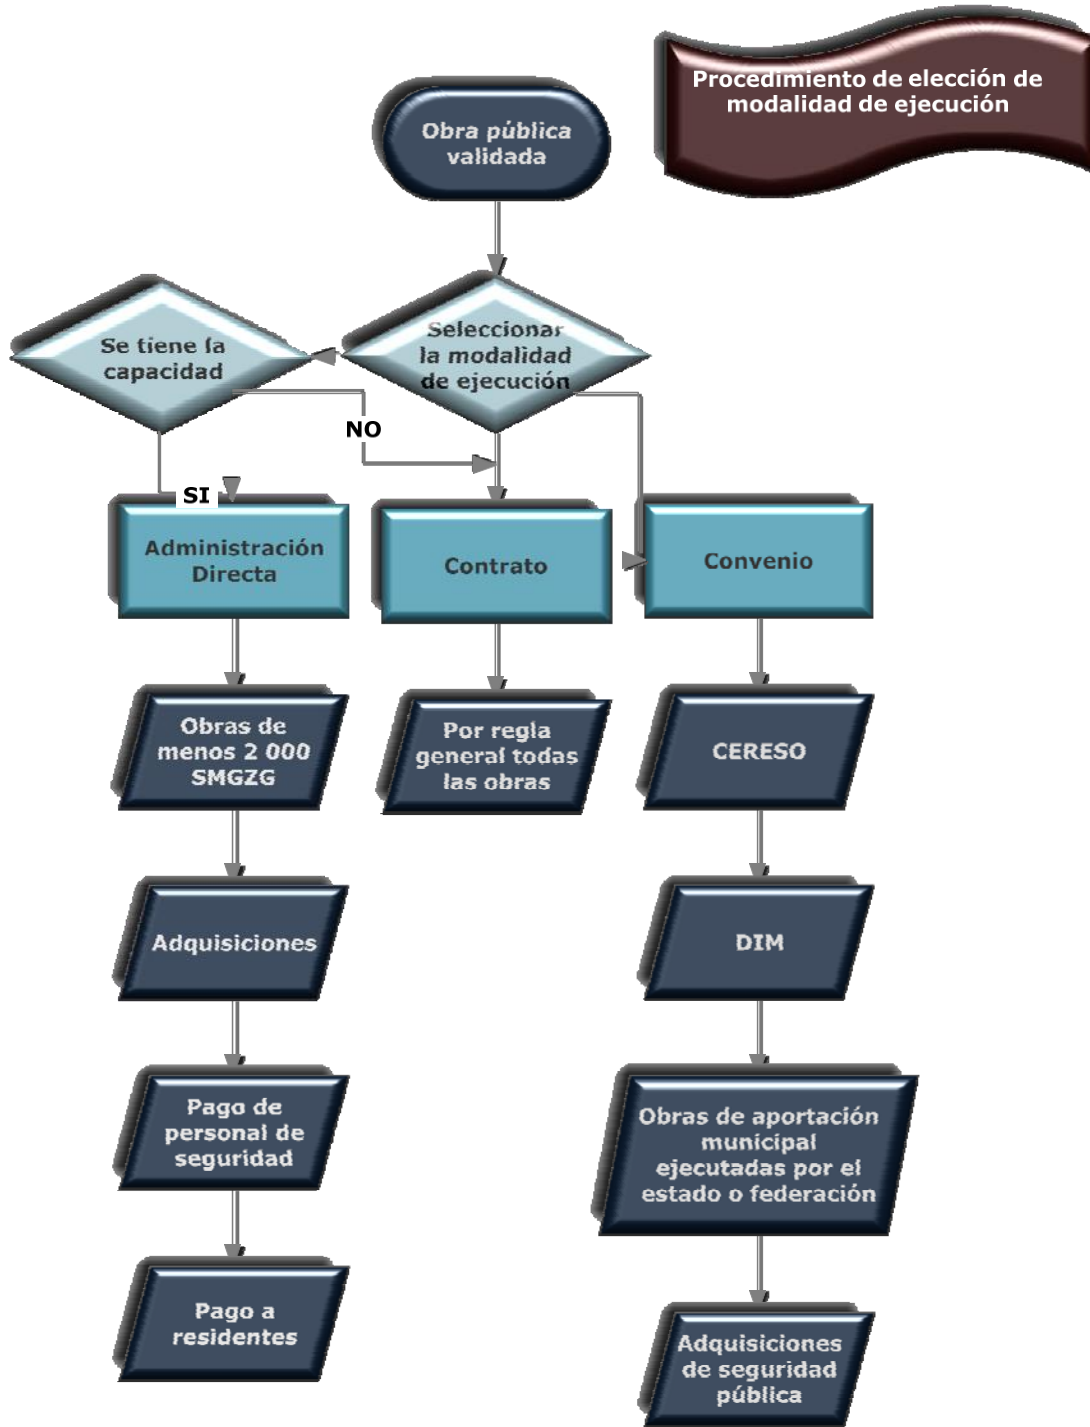 Procedimiento de elección de
modalidad de ejecución
Obra pública
validada
Se tiene la
capacidad
Seleccionar
la modalidad
de ejecución
NO
SI
Administración
Directa
Contrato
Convenio
Obras de
menos 2 000
SMGZG
Por regla
general todas
las obras
CERESO
Adquisiciones
DIM
Pago de
personal de
seguridad
Obras de aportación
municipal
ejecutadas por el
estado o federación
Pago a
residentes
Adquisiciones
de seguridad
pública